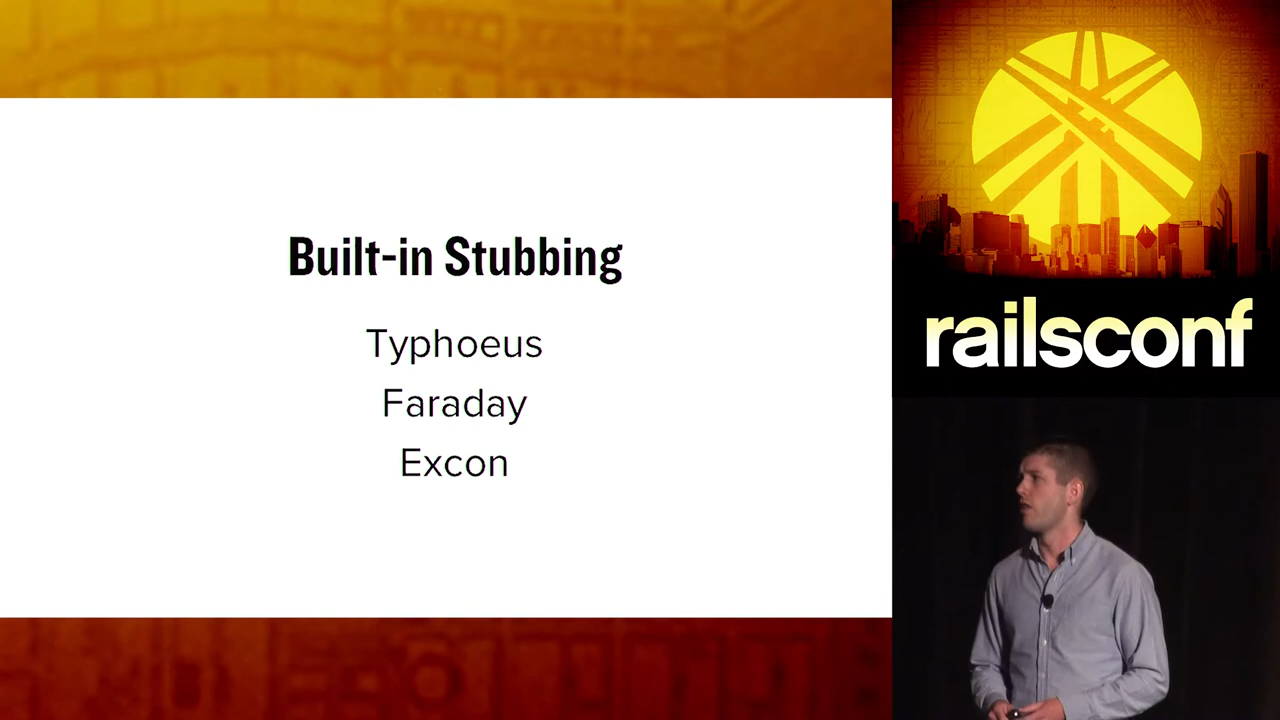 Built-in Stubbing
Typhoeus
Faraday
Excon
railsconf